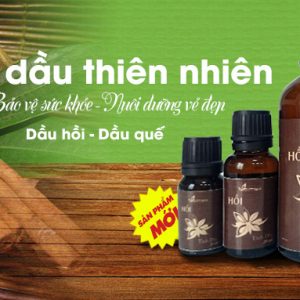 dầu thiên nhiên
Bảo vệ sức khỏe - Nuôi dưỡng vẻ đẹp
Dầu hồi - Dầu quế
SẢN PHẨM
MỚI
HỒI
HỒI
HỒ